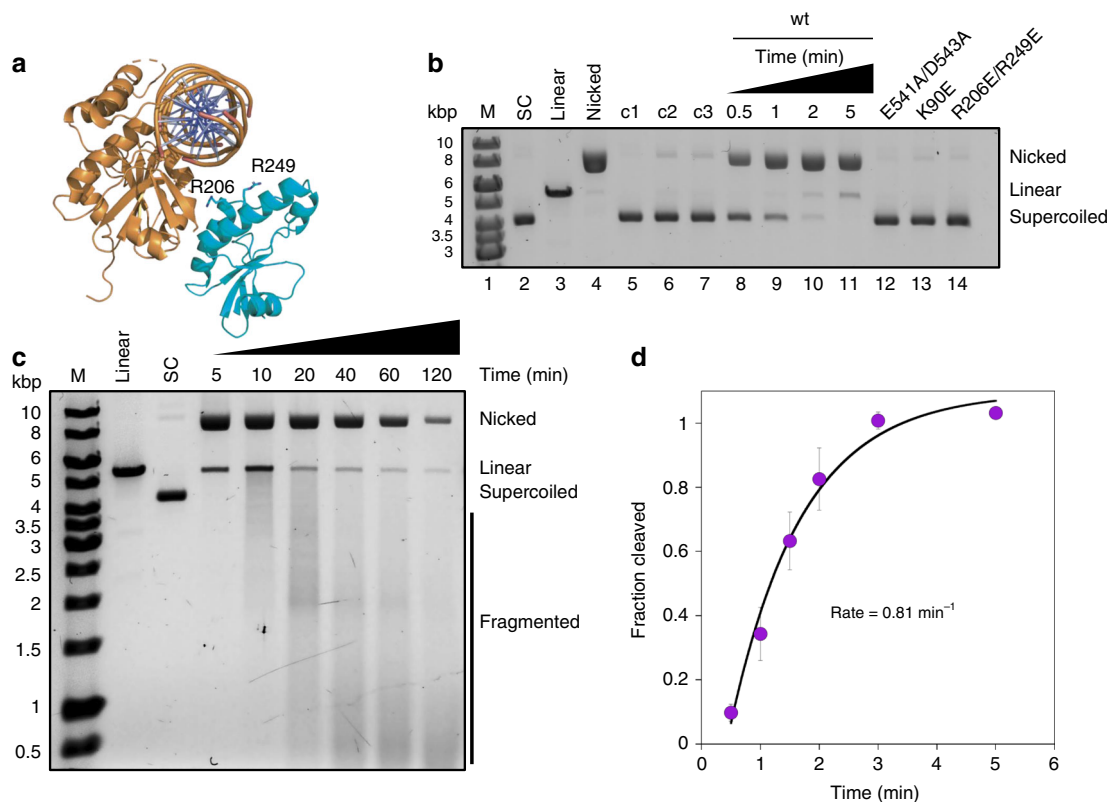 a
R249
R206
b
wt
Time (min)
kbp
M
SC
Linear
Nicked
c1
c2
c3
0.5
1
2
5
E541A/D543A
K90E
R206E/R249E
10
8
6
5
4
3.5
3
Nicked
Linear
Supercoiled
1 2 3 4 5 6 7 8 9 10 11 12 13 14
c
kbp
M
Linear
SC
5 10 20 40 60 120 Time (min)
10
8
6
5
4
3.5
3
2.5
2
1.5
1
0.5
Nicked
Linear
Supercoiled
Fragmented
d
Fraction cleaved
1
0.8
0.6
0.4
0.2
0
Rate = 0.81 min⁻¹
0 1 2 3 4 5 6
Time (min)